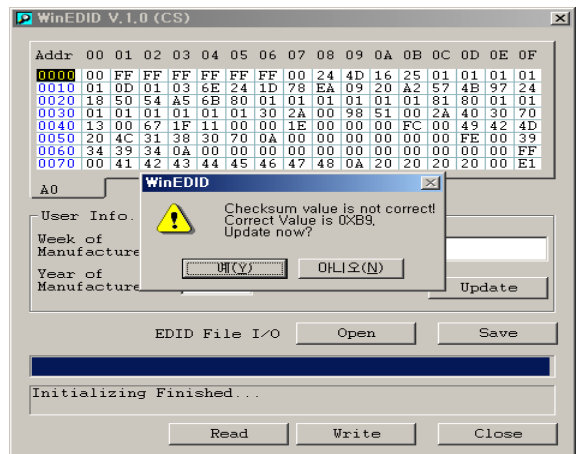 WinEDID V.1.0 (CS)
Addr 00 01 02 03 04 05 06 07 08 09 0A 0B 0C 0D 0E 0F
0000 00 FF FF FF FF FF FF 00 24 4D 16 25 01 01 01 01
0010 01 0D 01 03 6E 24 1D 78 EA 09 20 A2 57 4B 97 24
0020 18 50 54 A5 6B 80 01 01 01 01 01 01 01 81 80 01 01
0030 01 01 01 01 01 01 30 2A 00 98 51 00 2A 40 30 70
0040 13 00 67 1F 11 00 00 1E 00 00 00 FC 00 49 42 4D
0050 20 4C 31 38 30 70 0A 00 00 00 00 00 00 FE 00 39
0060 34 39 34 0A 00 00 00 00 00 00 00 00 00 00 00 FF
0070 00 41 42 43 44 45 46 47 48 0A 20 20 20 20 00 E1
A0
WinEDID
Checksum value is not correct!
Correct Value is 0XB9,
Update now?
예(Y) 아니오(N)
User Info.
Week of
Manufacture
Year of
Manufacture
Update
EDID File I/O Open Save
Initializing Finished...
Read Write Close